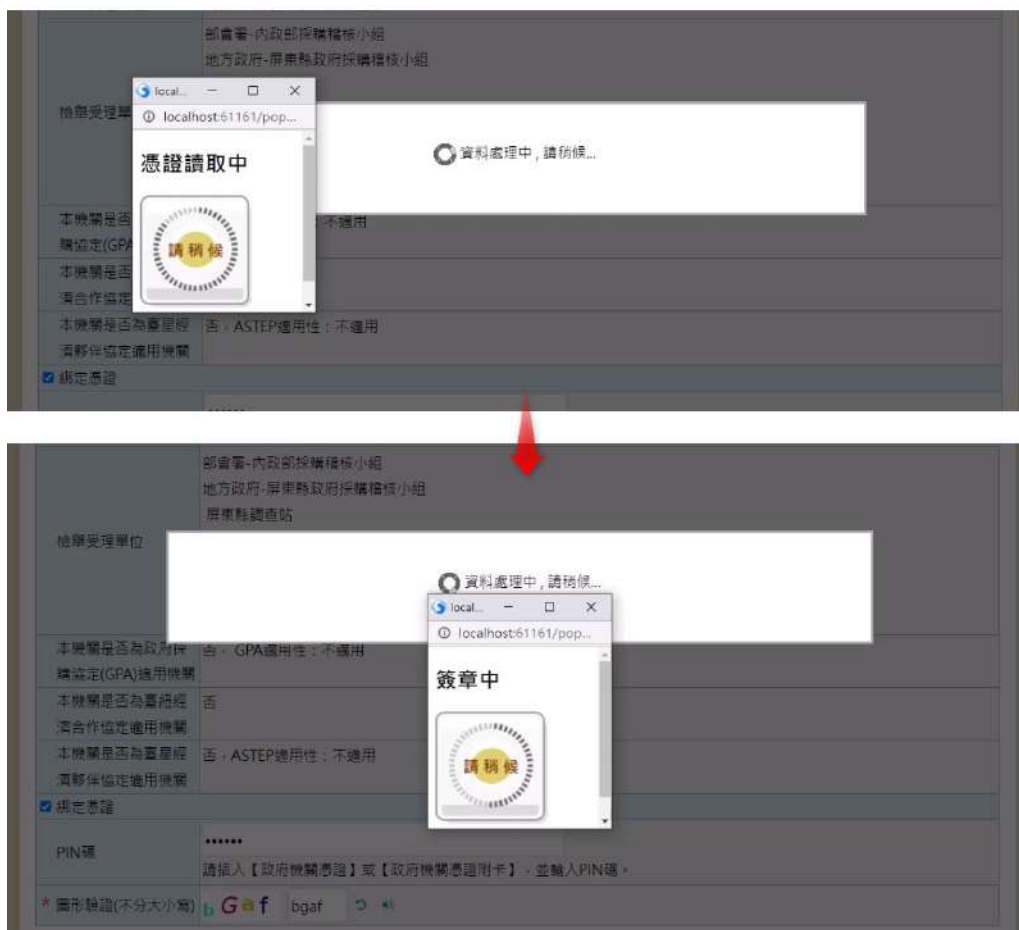 部會署-內政部採購稽核小組
地方政府-屏東縣政府採購稽核小組
檢舉受理單
local...
localhost:61161/pop...
憑證讀取中
請稍候
資料處理中 , 請稍候...
本機關是否
：不適用
購協定(GPA
本機關是否
濟合作協定
本機關是否為臺星經
濟夥伴協定適用機關
否，ASTEP適用性：不適用
綁定憑證
部會署-內政部採購稽核小組
地方政府-屏東縣政府採購稽核小組
屏東縣調查站
檢舉受理單位
資料處理中 , 請稍候...
local...
localhost:61161/pop...
簽章中
請稍候
本機關是否為政府採
購協定(GPA)適用機關
否， GPA適用性：不適用
本機關是否為臺紐經
濟合作協定適用機關
否
本機關是否為臺星經
濟夥伴協定適用機關
否，ASTEP適用性：不適用
綁定憑證
PIN碼
••••••
請插入【政府機關憑證】或【政府機關憑證附卡】，並輸入PIN碼。
* 圖形驗證(不分大小寫)
b G a f
bgaf